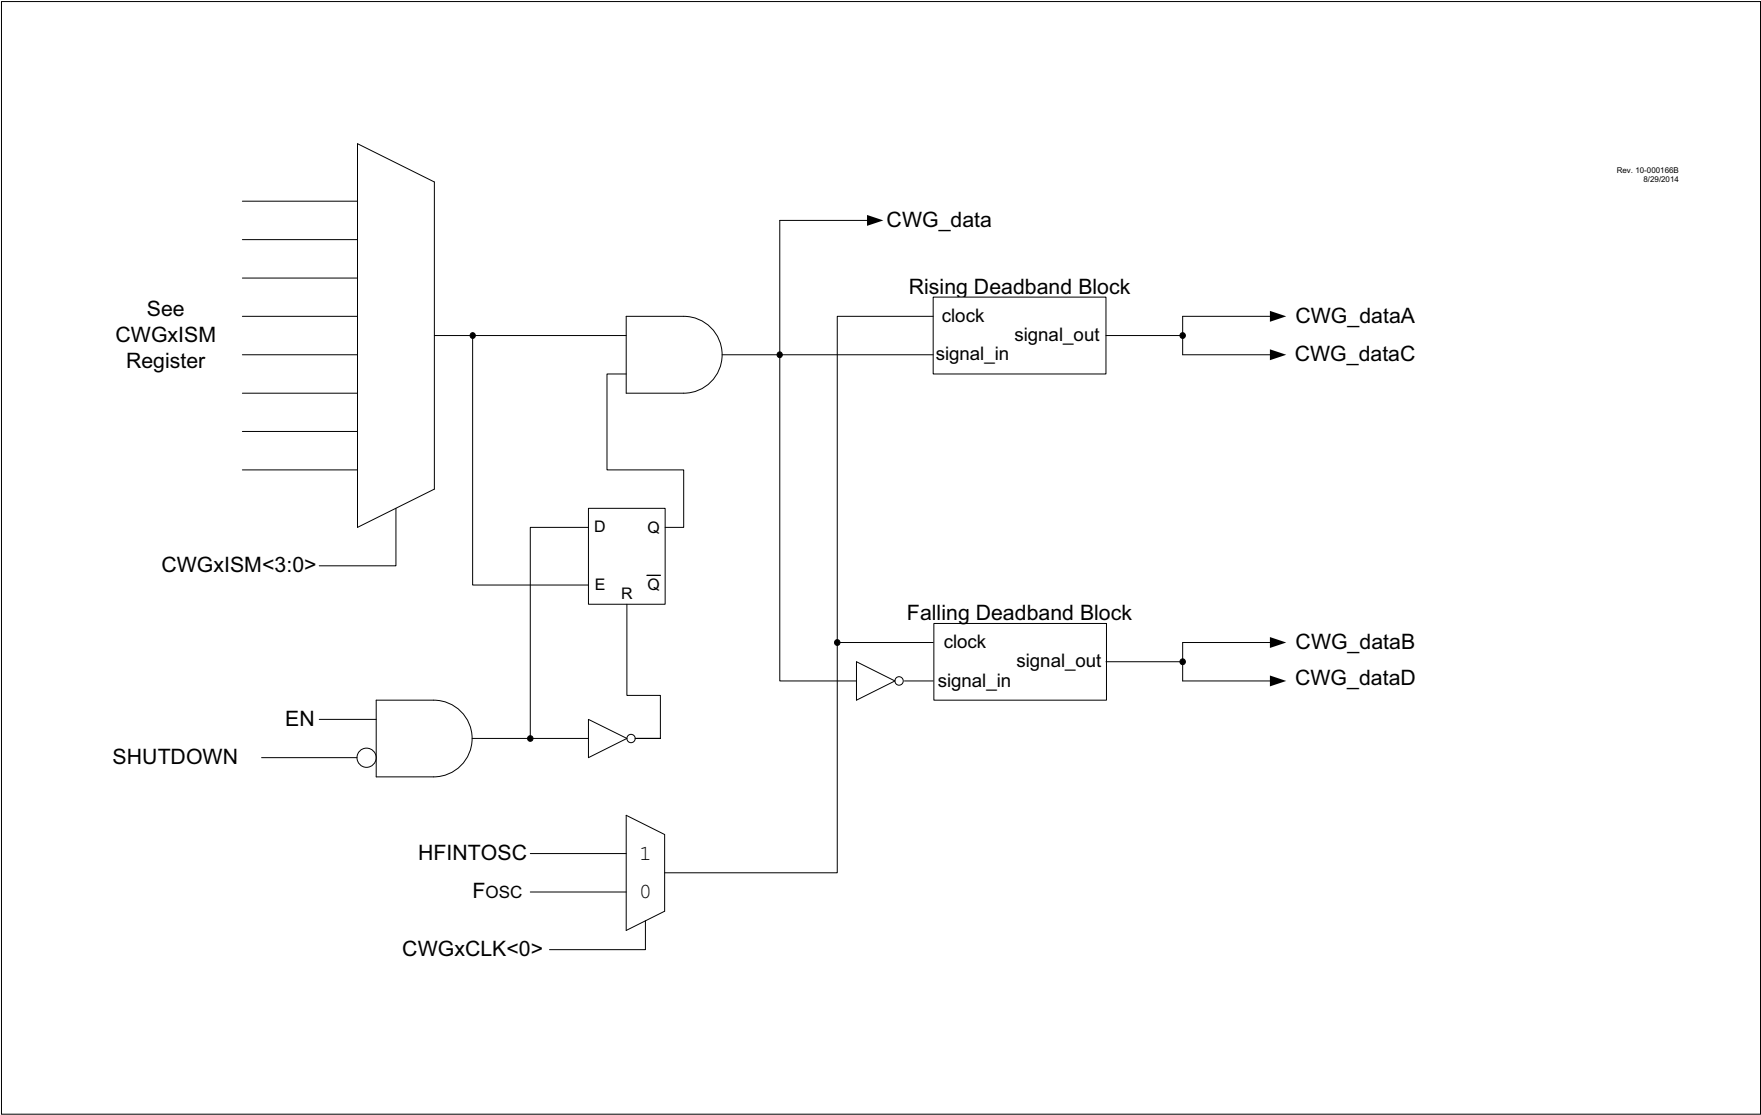 Rev. 10-000166B
8/29/2014
CWG_data
Rising Deadband Block
clock
signal_in
signal_out
CWG_dataA
CWG_dataC
See
CWGxISM
Register
CWGxISM<3:0>
D
Q
E
R
Q̅
Falling Deadband Block
clock
signal_in
signal_out
CWG_dataB
CWG_dataD
EN
SHUTDOWN
HFINTOSC
1
FOSC
0
CWGxCLK<0>